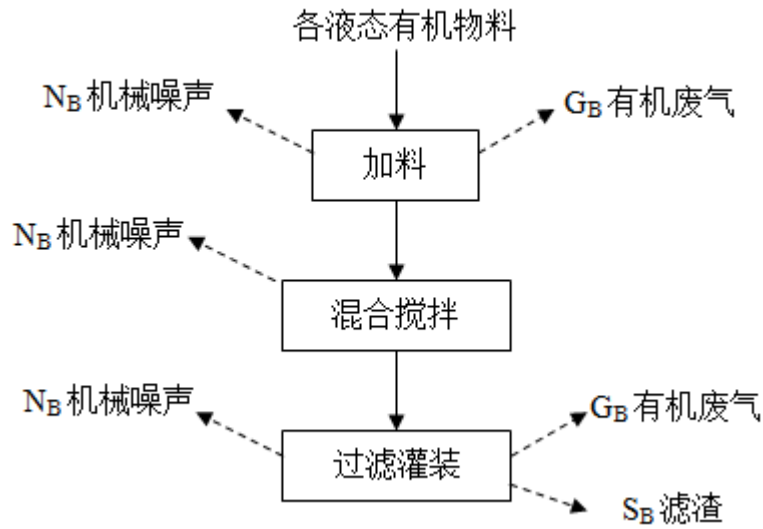 各液态有机物料
N_B 机械噪声
G_B 有机废气
加料
N_B 机械噪声
混合搅拌
N_B 机械噪声
G_B 有机废气
过滤灌装
S_B 滤渣